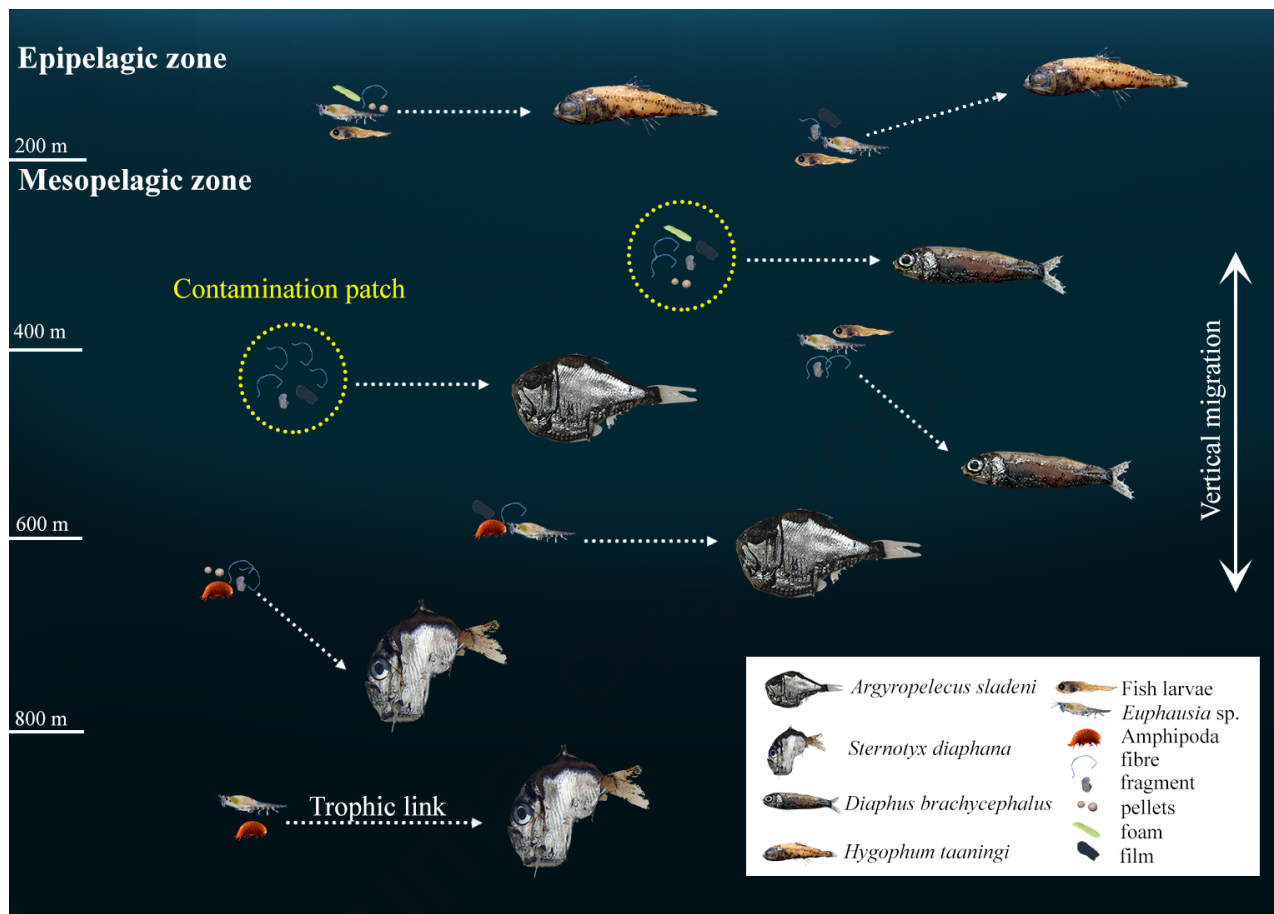 Epipelagic zone
200 m
Mesopelagic zone
Contamination patch
400 m
600 m
800 m
Trophic link
Vertical migration
Argyropelecus sladeni
Sternotyx diaphana
Diaphus brachycephalus
Hygophum taaningi
Fish larvae
Euphausia sp.
Amphipoda
fibre
fragment
pellets
foam
film